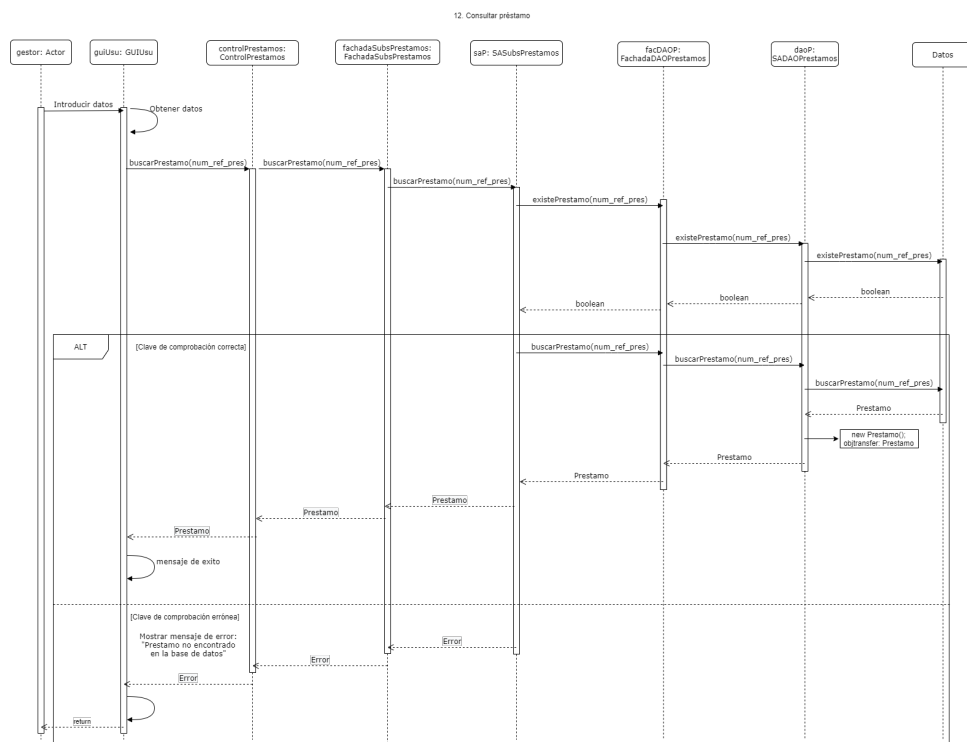 12. Consultar préstamo
gestor: Actor
guiUsu: GUIUsu
controlPrestamos:
ControlPrestamos
fachadaSubsPrestamos:
FachadaSubsPrestamos
saP: SASubsPrestamos
facDAOP:
FachadaDAOPrestamos
daoP:
SADAOPrestamos
Datos
Introducir datos
Obtener datos
buscarPrestamo(num_ref_pres)
buscarPrestamo(num_ref_pres)
buscarPrestamo(num_ref_pres)
existePrestamo(num_ref_pres)
existePrestamo(num_ref_pres)
existePrestamo(num_ref_pres)
boolean
boolean
boolean
ALT
[Clave de comprobación correcta]
buscarPrestamo(num_ref_pres)
buscarPrestamo(num_ref_pres)
buscarPrestamo(num_ref_pres)
Prestamo
new Prestamo();
objtransfer: Prestamo
Prestamo
Prestamo
Prestamo
Prestamo
Prestamo
mensaje de exito
[Clave de comprobación errónea]
Mostrar mensaje de error:
"Prestamo no encontrado
en la base de datos"
Error
Error
Error
return